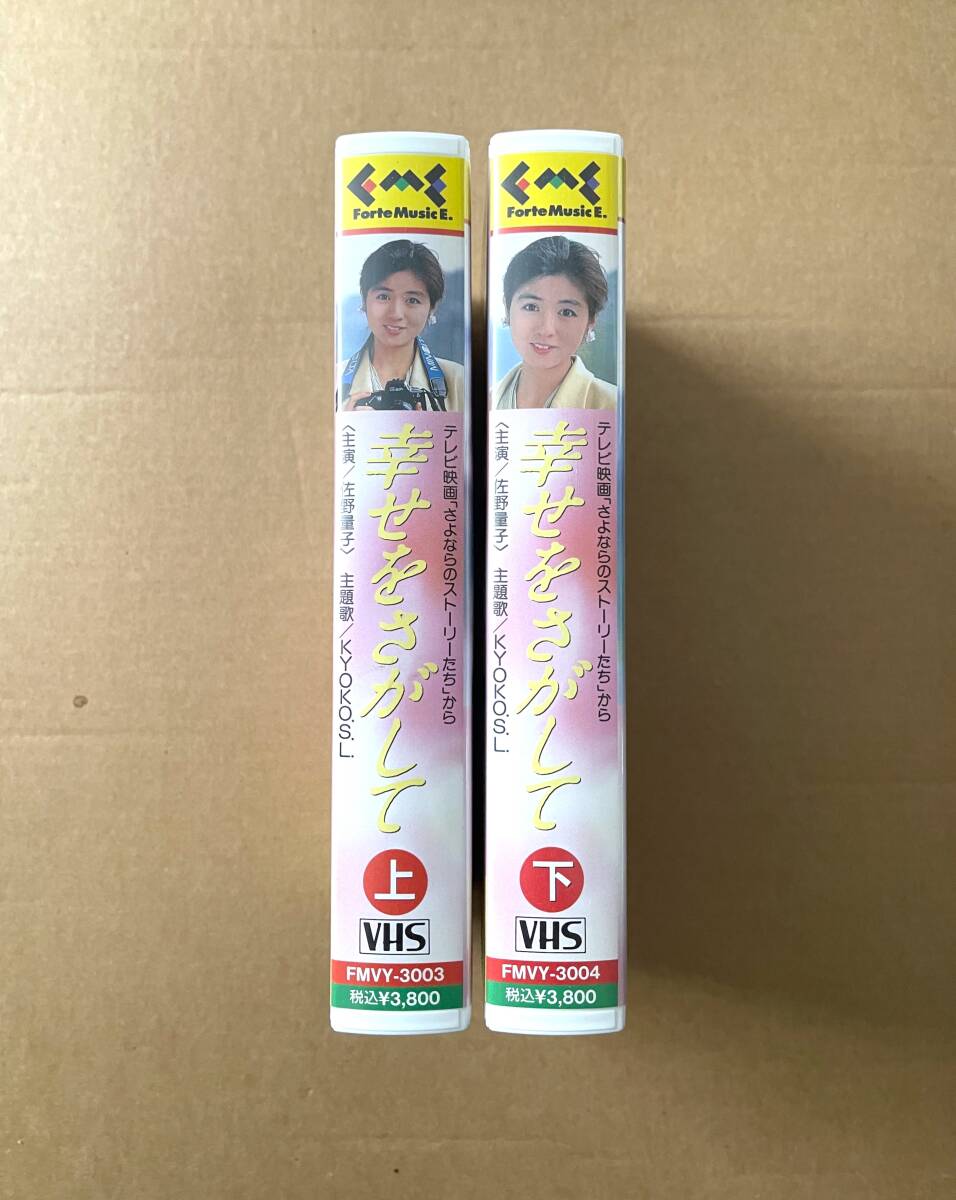 Forte Music E.
MINOLTA
テレビ映画「さよならのストーリーたち」から
幸せをさがして
〈主演/佐野量子〉 主題歌/KYOKO.S.L.
上
VHS
FMVY-3003
税込¥3,800
Forte Music E.
テレビ映画「さよならのストーリーたち」から
幸せをさがして
〈主演/佐野量子〉 主題歌/KYOKO.S.L.
下
VHS
FMVY-3004
税込¥3,800